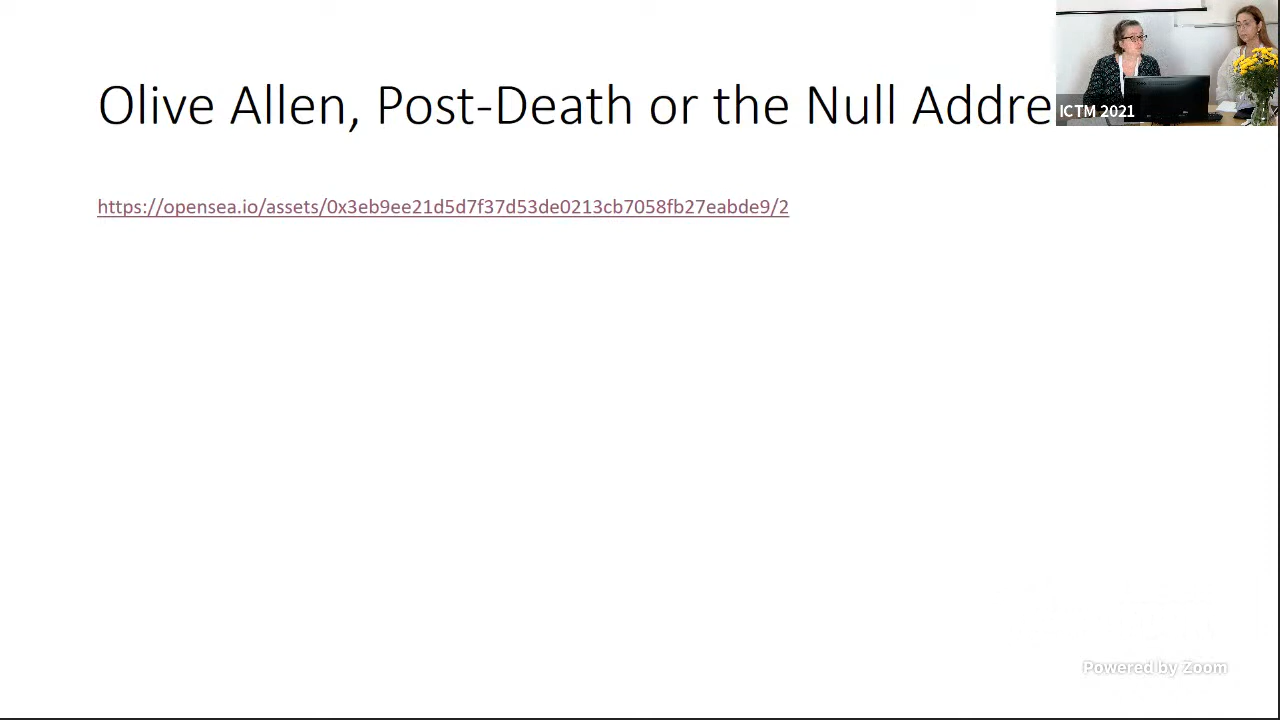 Olive Allen, Post-Death or the Null Addre
ICTM 2021
https://opensea.io/assets/0x3eb9ee21d5d7f37d53de0213cb7058fb27eabde9/2
Powered by Zoom